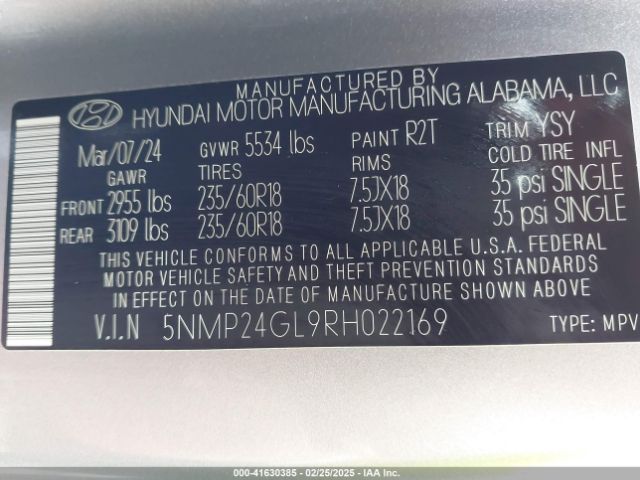 MANUFACTURED BY
HYUNDAI MOTOR MANUFACTURING ALABAMA, LLC
Mar/07/24 GVWR 5534 lbs PAINT R2T TRIM YSY
GAWR TIRES RIMS COLD TIRE INFL
FRONT 2955 lbs 235/60R18 7.5JX18 35 psi SINGLE
REAR 3109 lbs 235/60R18 7.5JX18 35 psi SINGLE
THIS VEHICLE CONFORMS TO ALL APPLICABLE U.S.A. FEDERAL
MOTOR VEHICLE SAFETY AND THEFT PREVENTION STANDARDS
IN EFFECT ON THE DATE OF MANUFACTURE SHOWN ABOVE
V.I.N 5NMP24GL9RH022169 TYPE: MPV
000-41630385 - 02/25/2025 - IAA Inc.